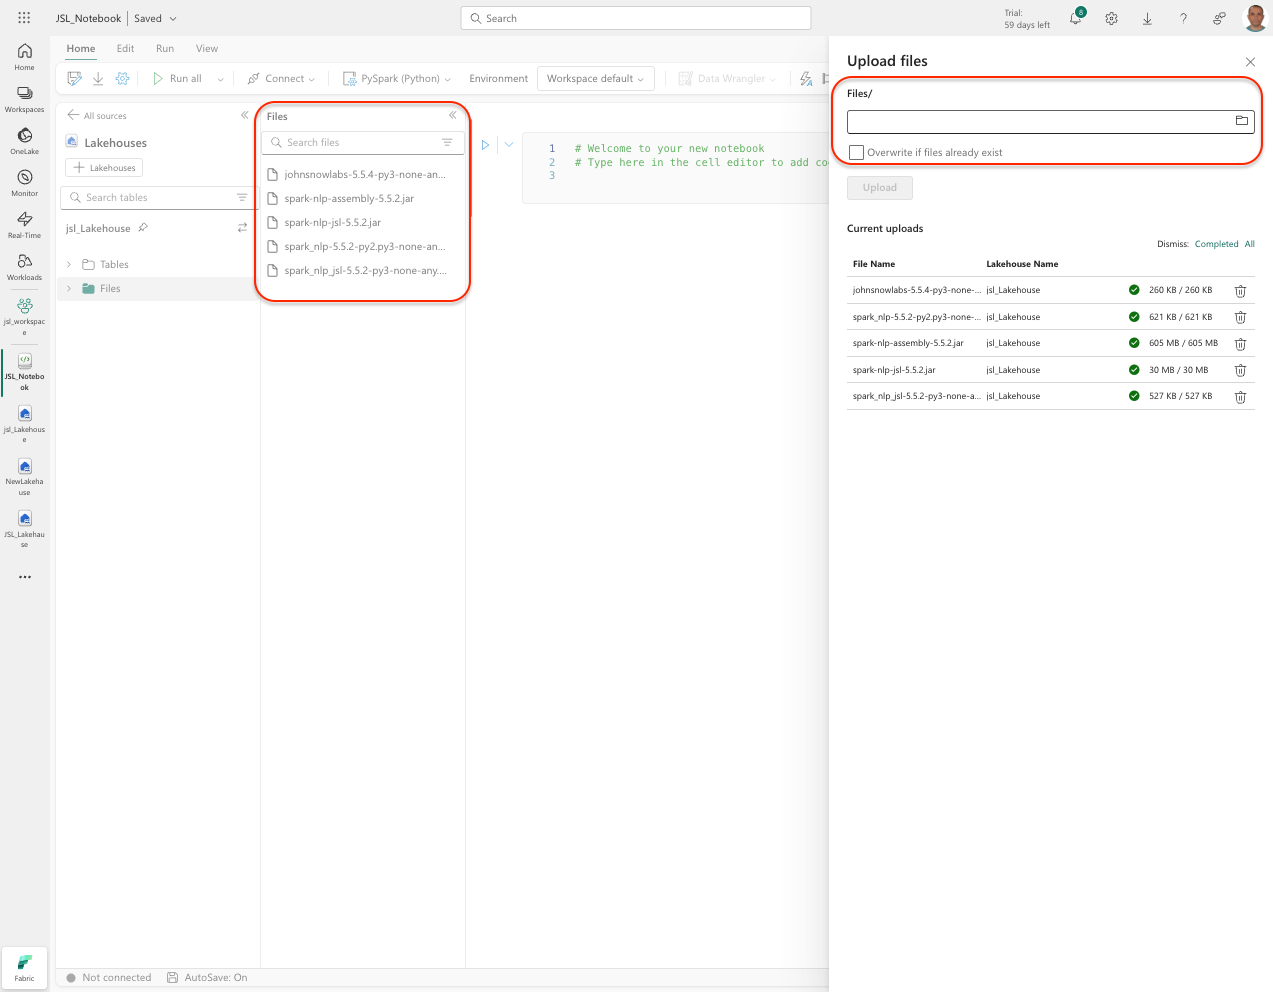 JSL_Notebook | Saved
Search
Trial:
59 days left
8
Home
Workspaces
OneLake
Monitor
Real-Time
Workloads
jsl_workspac
e
JSL_Notebo
ok
jsl_Lakehous
e
NewLakeha
use
JSL_Lakehau
se
Fabric
Home Edit Run View
Run all
Connect
PySpark (Python)
Environment
Workspace default
Data Wrangler
All sources
Lakehouses
Lakehouses
Search tables
jsl_Lakehouse
Tables
Files
Files
Search files
johnsnowlabs-5.5.4-py3-none-an...
spark-nlp-assembly-5.5.2.jar
spark-nlp-jsl-5.5.2.jar
spark_nlp-5.5.2-py2.py3-none-an...
spark_nlp_jsl-5.5.2-py3-none-any....
1 # Welcome to your new notebook
2 # Type here in the cell editor to add co
3
Not connected
AutoSave: On
Upload files
Files/
Overwrite if files already exist
Upload
Current uploads
Dismiss: Completed All
File Name Lakehouse Name
johnsnowlabs-5.5.4-py3-none-... jsl_Lakehouse 260 KB / 260 KB
spark_nlp-5.5.2-py2.py3-none-... jsl_Lakehouse 621 KB / 621 KB
spark-nlp-assembly-5.5.2.jar jsl_Lakehouse 605 MB / 605 MB
spark-nlp-jsl-5.5.2.jar jsl_Lakehouse 30 MB / 30 MB
spark_nlp_jsl-5.5.2-py3-none-a... jsl_Lakehouse 527 KB / 527 KB